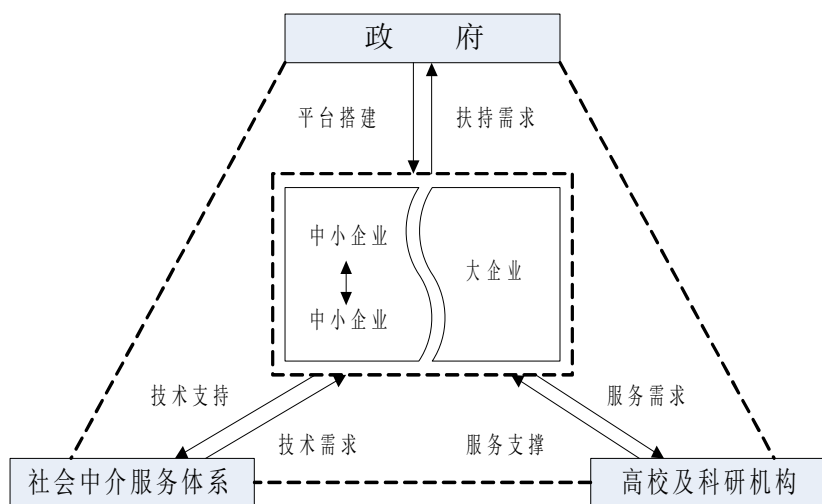 政 府
平台搭建
扶持需求
中小企业
大企业
中小企业
技术支持
服务需求
技术需求
服务支撑
社会中介服务体系
高校及科研机构